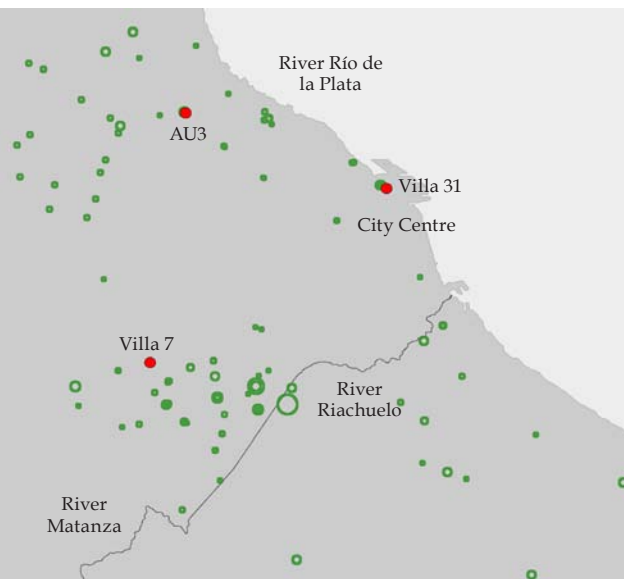 River Río de
la Plata
AU3
Villa 31
City Centre
Villa 7
River
Riachuelo
River
Matanza